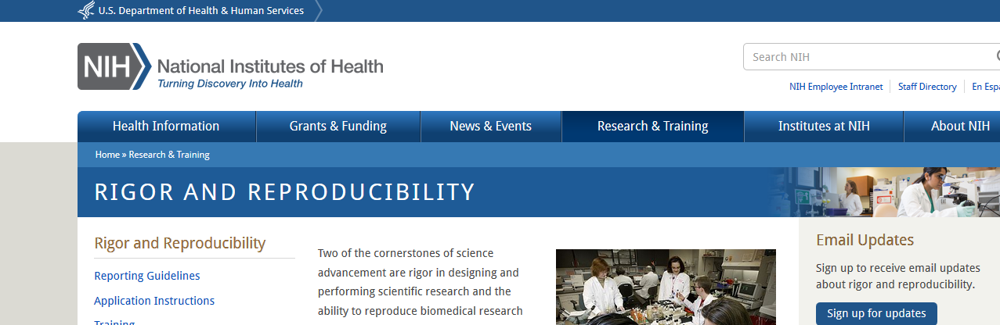 U.S. Department of Health & Human Services
NIH National Institutes of Health
Turning Discovery Into Health
Search NIH
NIH Employee Intranet Staff Directory En Espa
Health Information Grants & Funding News & Events Research & Training Institutes at NIH About NIH
Home » Research & Training
RIGOR AND REPRODUCIBILITY
Rigor and Reproducibility
Reporting Guidelines
Application Instructions
Training
Two of the cornerstones of science
advancement are rigor in designing and
performing scientific research and the
ability to reproduce biomedical research
Email Updates
Sign up to receive email updates
about rigor and reproducibility.
Sign up for updates